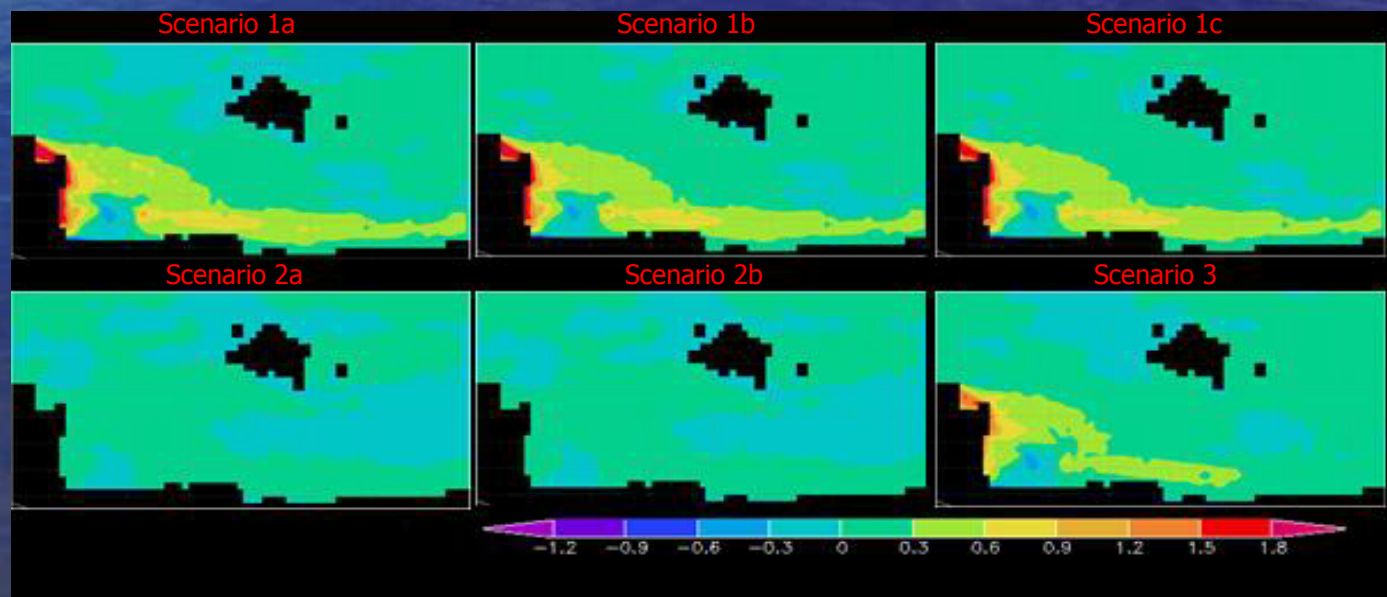 Scenario 1a
Scenario 1b
Scenario 1c
Scenario 2a
Scenario 2b
Scenario 3
−1.2 −0.9 −0.6 −0.3 0 0.3 0.6 0.9 1.2 1.5 1.8